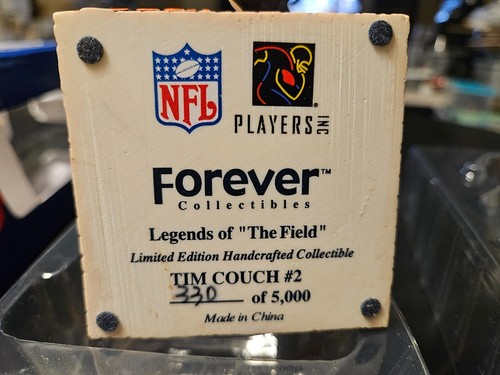 NFL
PLAYERS INC
Forever™
Collectibles
Legends of "The Field"
Limited Edition Handcrafted Collectible
TIM COUCH #2
330 of 5,000
Made in China